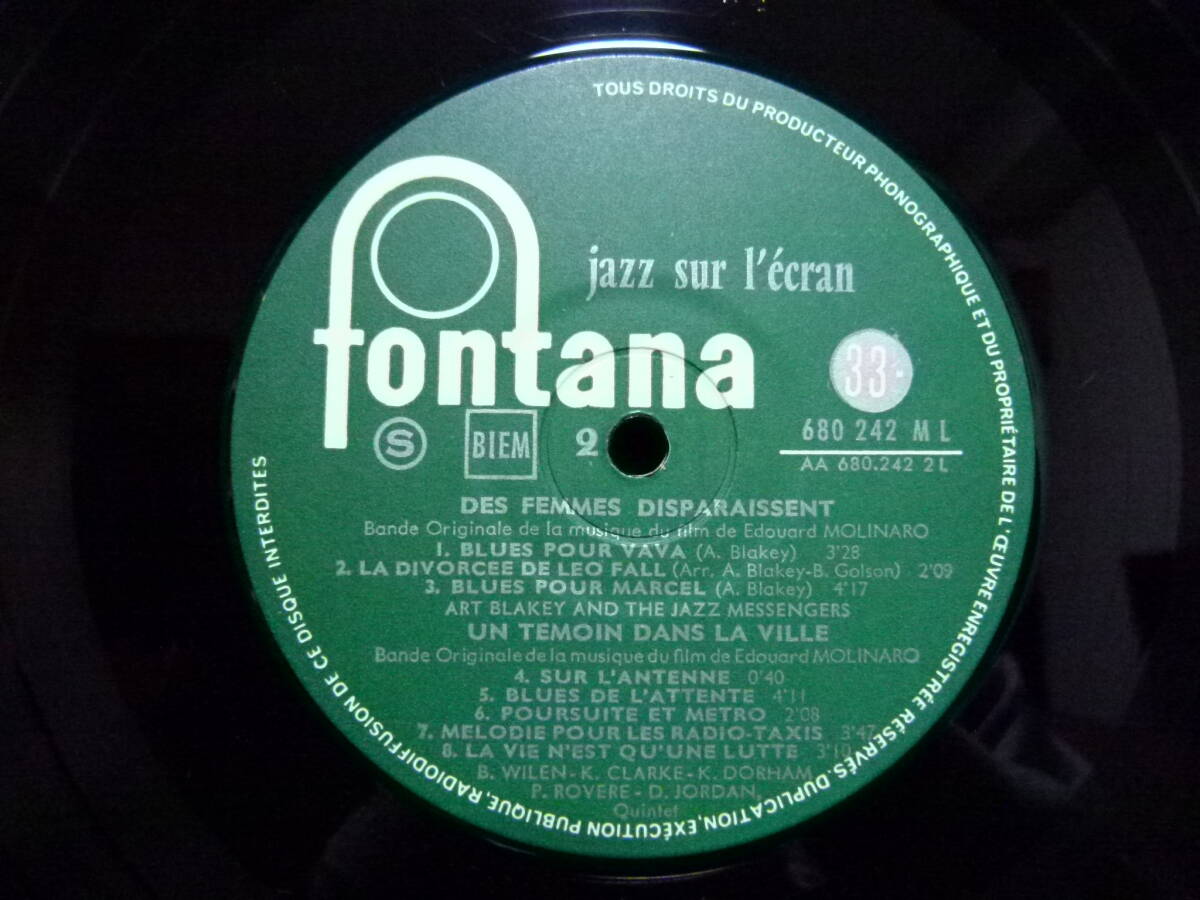 TOUS DROITS DU PRODUCTEUR PHONOGRAPHIQUE ET DU PROPRIÉTAIRE DE L'ŒUVRE ENREGISTRÉE RÉSERVÉS. DUPLICATION, EXÉCUTION PUBLIQUE, RADIODIFFUSION DE CE DISQUE INTERDITES
jazz sur l'écran
fontana
33
S BIEM 2
680 242 ML
AA 680.242 2 L
DES FEMMES DISPARAISSENT
Bande Originale de la musique du film de Edouard MOLINARO
1. BLUES POUR VAVA (A. Blakey) 3'28
2. LA DIVORCEE DE LEO FALL (Arr. A. Blakey-B. Golson) 2'09
3. BLUES POUR MARCEL (A. Blakey) 4'17
ART BLAKEY AND THE JAZZ MESSENGERS
UN TEMOIN DANS LA VILLE
Bande Originale de la musique du film de Edouard MOLINARO
4. SUR L'ANTENNE 0'40
5. BLUES DE L'ATTENTE 4'11
6. POURSUITE ET METRO 2'08
7. MELODIE POUR LES RADIO-TAXIS 3'47
8. LA VIE N'EST QU'UNE LUTTE 3'10
B. WILEN - K. CLARKE - K. DORHAM
P. ROVERE - D. JORDAN,
Quintet